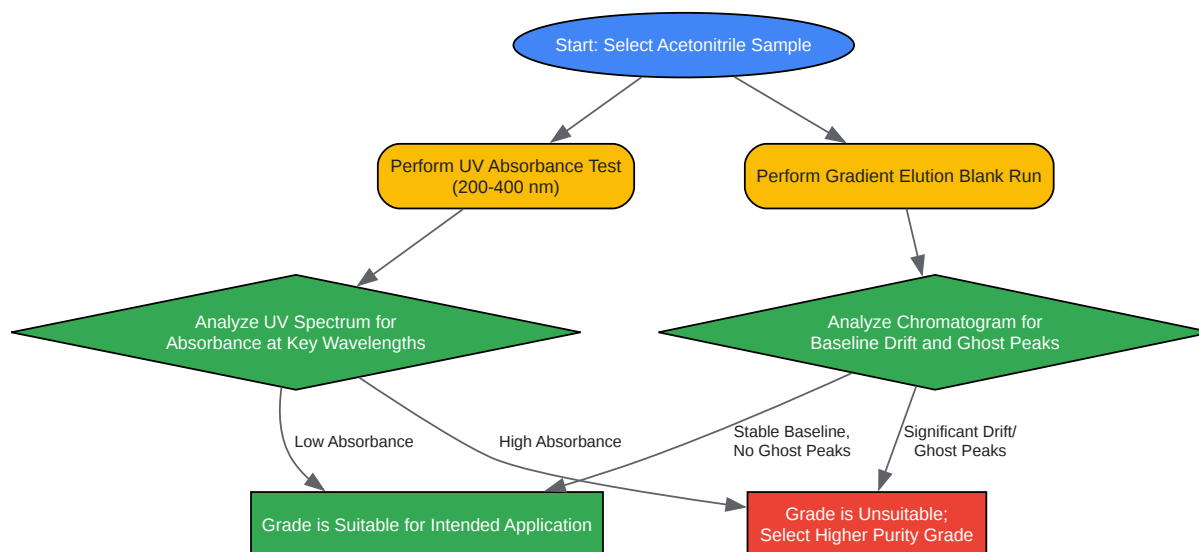 Start: Select Acetonitrile Sample
Perform UV Absorbance Test
(200-400 nm)
Perform Gradient Elution Blank Run
Analyze UV Spectrum for
Absorbance at Key Wavelengths
Analyze Chromatogram for
Baseline Drift and Ghost Peaks
Low Absorbance
High Absorbance
Stable Baseline,
No Ghost Peaks
Significant Drift/
Ghost Peaks
Grade is Suitable for Intended Application
Grade is Unsuitable;
Select Higher Purity Grade